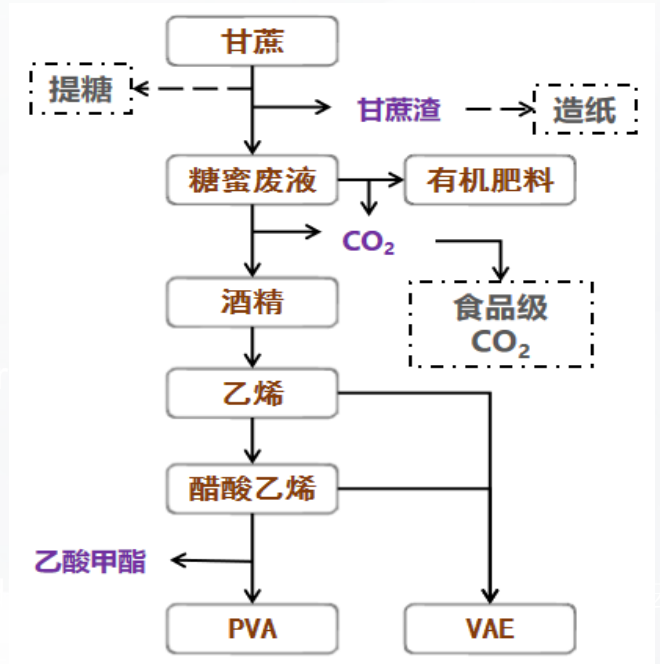 甘蔗
提糖
甘蔗渣
造纸
糖蜜废液
有机肥料
CO₂
酒精
食品级
CO₂
乙烯
醋酸乙烯
乙酸甲酯
PVA
VAE